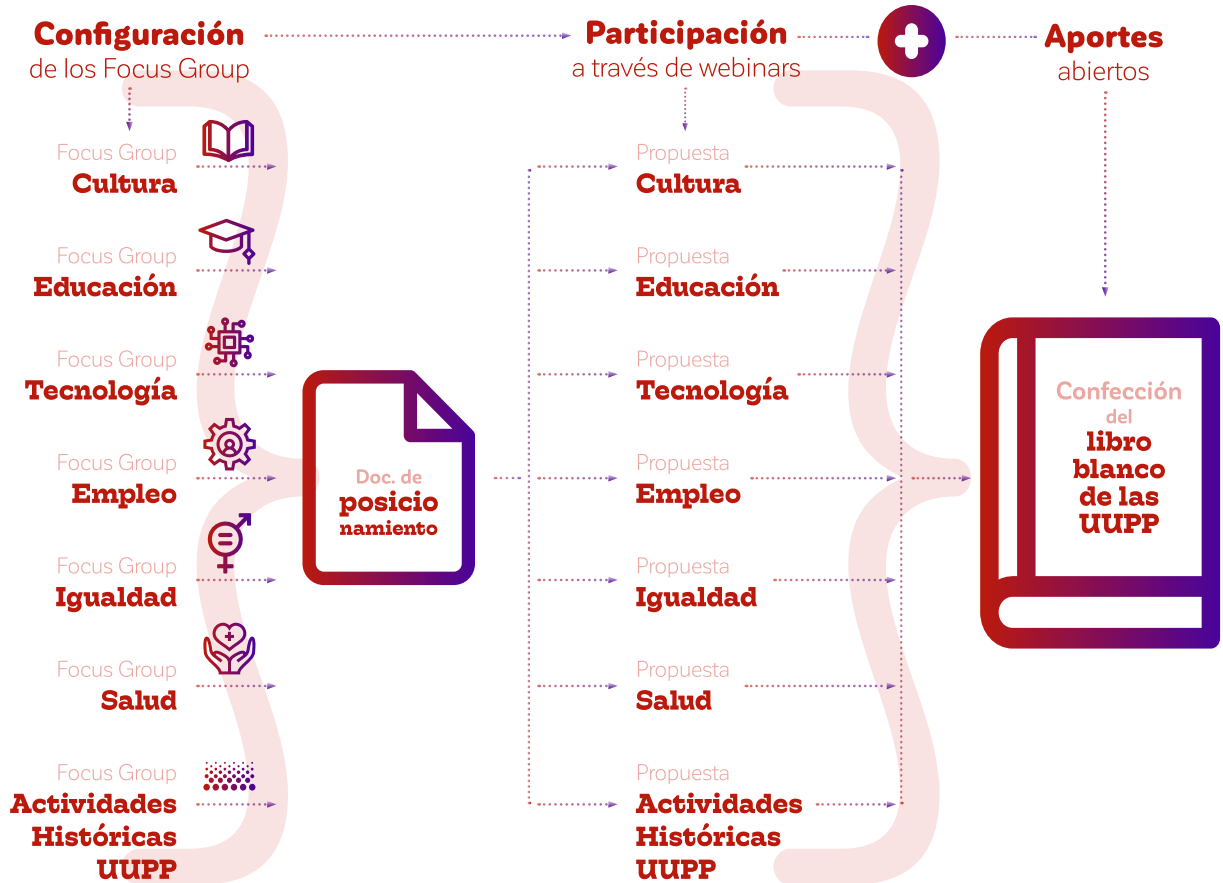 Configuración
de los Focus Group
Participación
a través de webinars
Aportes
abiertos
Focus Group
Cultura
Focus Group
Educación
Focus Group
Tecnología
Focus Group
Empleo
Focus Group
Igualdad
Focus Group
Salud
Focus Group
Actividades
Históricas
UUPP
Doc. de
posicio
namiento
Propuesta
Cultura
Propuesta
Educación
Propuesta
Tecnología
Propuesta
Empleo
Propuesta
Igualdad
Propuesta
Salud
Propuesta
Actividades
Históricas
UUPP
Confección
del
libro
blanco
de las
UUPP